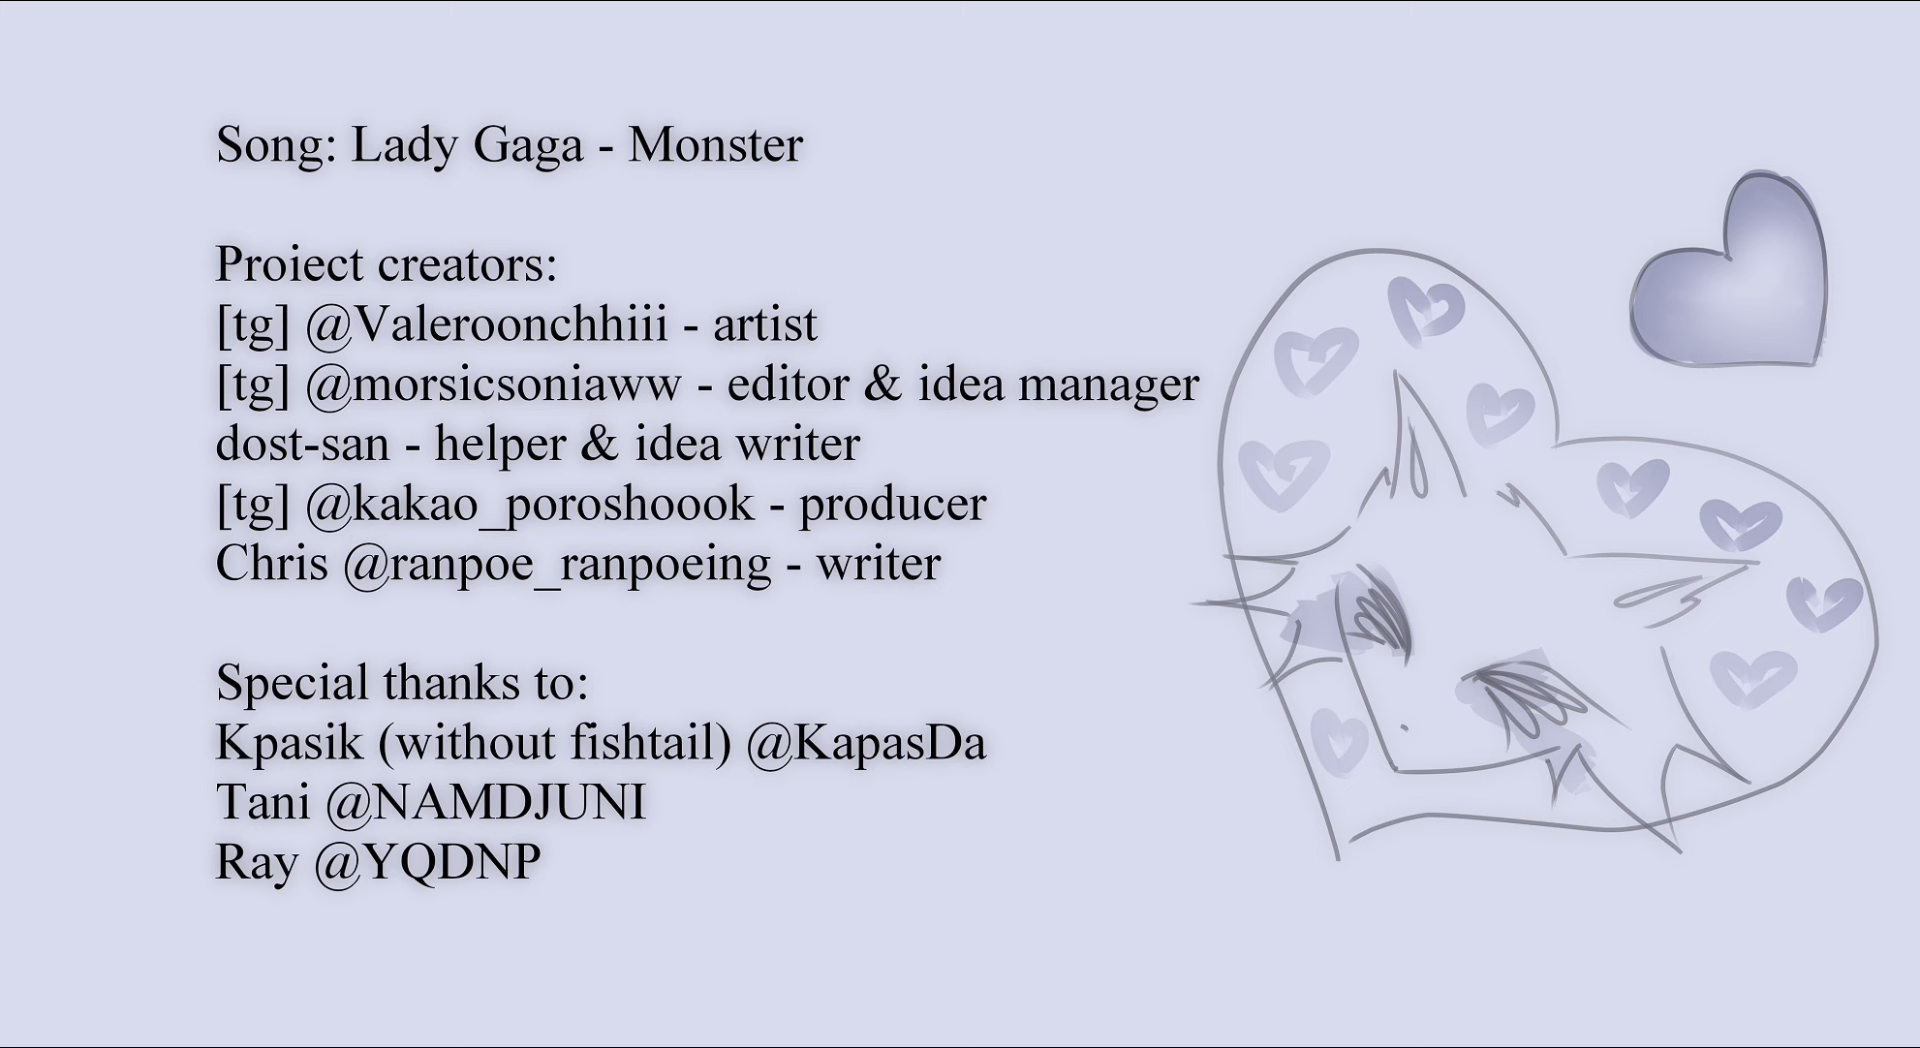 Song: Lady Gaga - Monster
Proiect creators:
[tg] @Valeroonchhiii - artist
[tg] @morsicsoniaww - editor & idea manager
dost-san - helper & idea writer
[tg] @kakao_poroshoook - producer
Chris @ranpoe_ranpoeing - writer
Special thanks to:
Kpasik (without fishtail) @KapasDa
Tani @NAMDJUNI
Ray @YQDNP